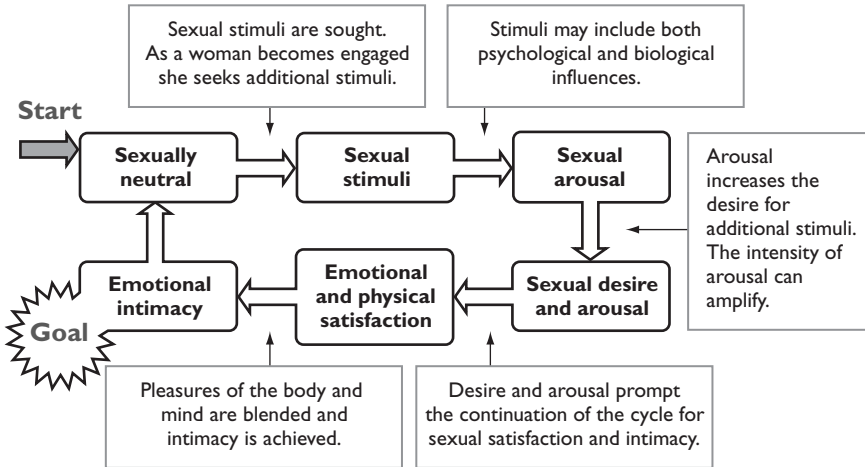 Sexual stimuli are sought.
As a woman becomes engaged
she seeks additional stimuli.
Stimuli may include both
psychological and biological
influences.
Start
Sexually
neutral
Sexual
stimuli
Sexual
arousal
Arousal
increases the
desire for
additional stimuli.
The intensity of
arousal can
amplify.
Sexual desire
and arousal
Emotional
and physical
satisfaction
Emotional
intimacy
Goal
Pleasures of the body and
mind are blended and
intimacy is achieved.
Desire and arousal prompt
the continuation of the cycle for
sexual satisfaction and intimacy.